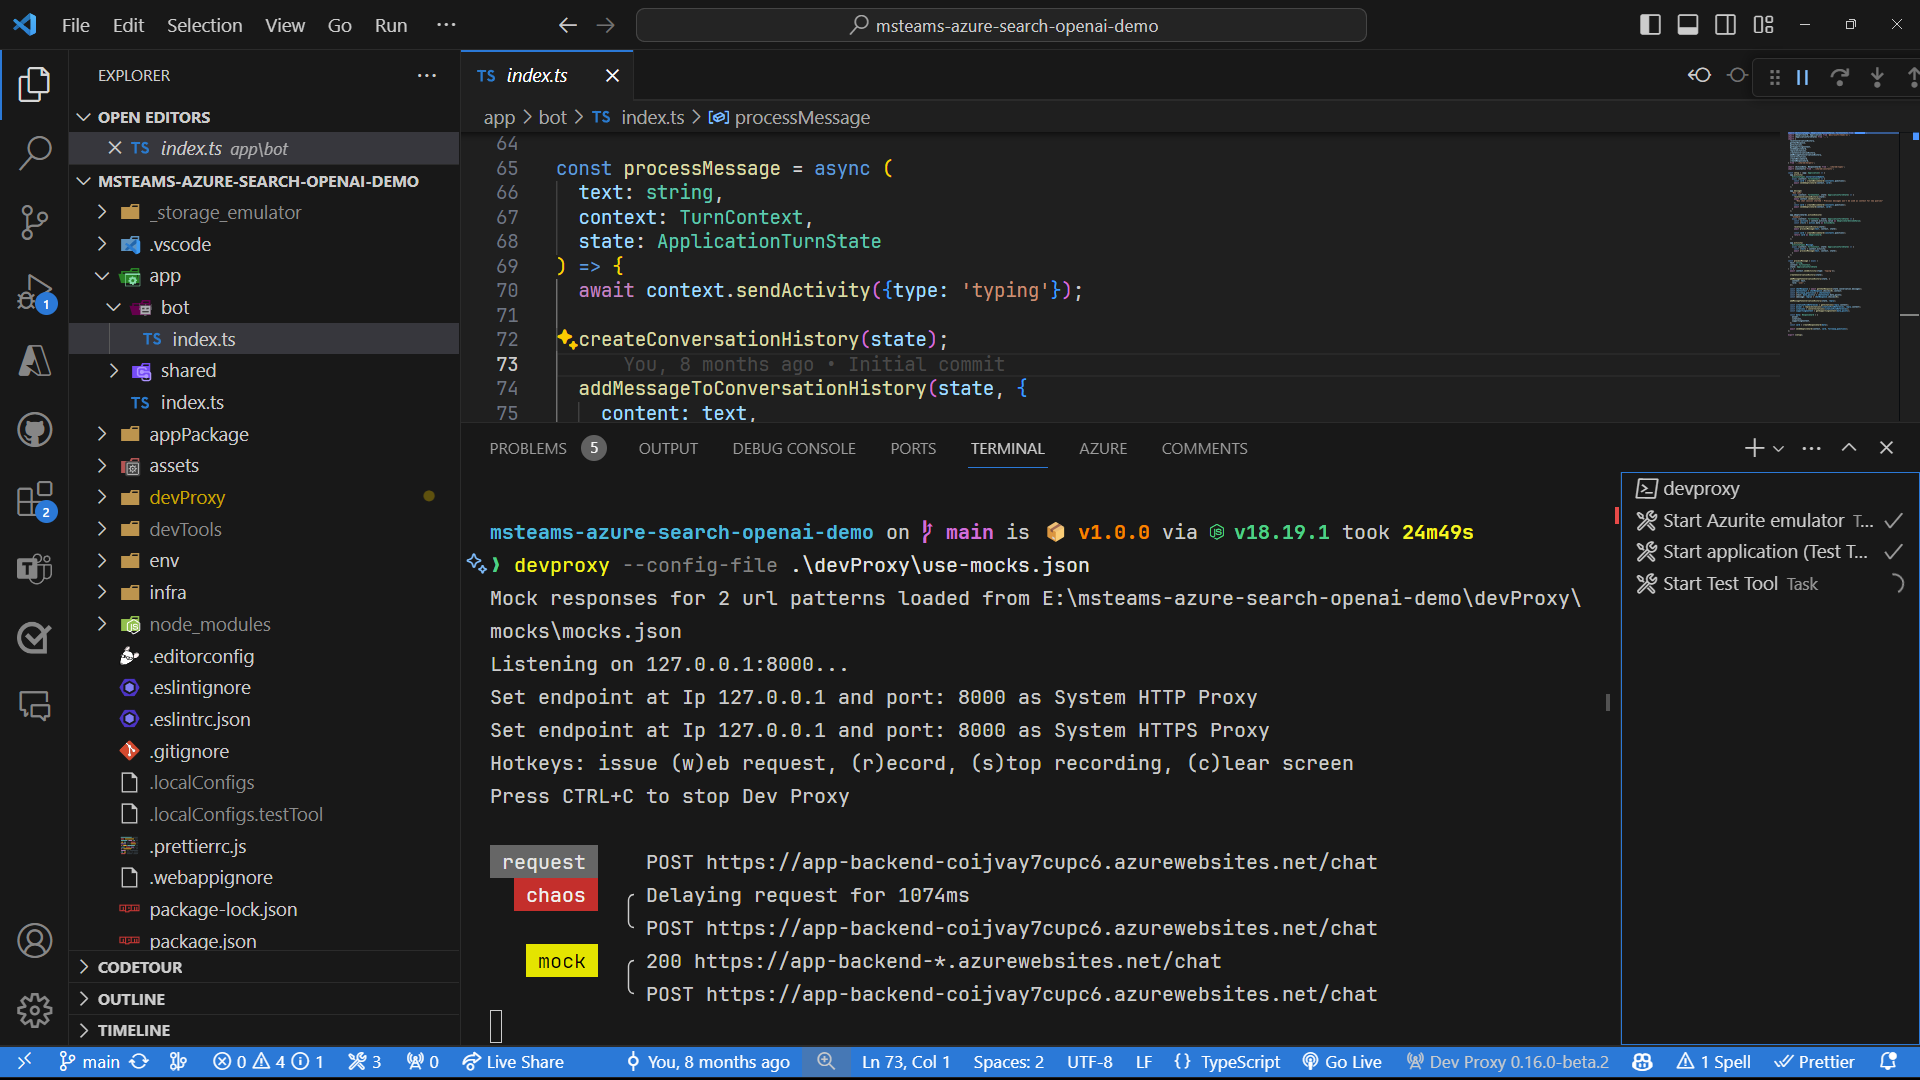 File Edit Selection View Go Run ···
msteams-azure-search-openai-demo
EXPLORER
OPEN EDITORS
TS index.ts app\bot
MSTEAMS-AZURE-SEARCH-OPENAI-DEMO
_storage_emulator
.vscode
app
bot
TS index.ts
shared
TS index.ts
appPackage
assets
devProxy
devTools
env
infra
node_modules
.editorconfig
.eslintignore
.eslintrc.json
.gitignore
.localConfigs
.localConfigs.testTool
.prettierrc.js
.webappignore
package-lock.json
package.json
CODETOUR
OUTLINE
TIMELINE
1
2
TS index.ts
app > bot > TS index.ts > processMessage
64
65 const processMessage = async (
66 text: string,
67 context: TurnContext,
68 state: ApplicationTurnState
69 ) => {
70 await context.sendActivity({type: 'typing'});
71
72 createConversationHistory(state);
73 You, 8 months ago • Initial commit
74 addMessageToConversationHistory(state, {
75 content: text,
PROBLEMS 5 OUTPUT DEBUG CONSOLE PORTS TERMINAL AZURE COMMENTS
msteams-azure-search-openai-demo on main is 📦 v1.0.0 via v18.19.1 took 24m49s
❯ devproxy --config-file .\devProxy\use-mocks.json
Mock responses for 2 url patterns loaded from E:\msteams-azure-search-openai-demo\devProxy\
mocks\mocks.json
Listening on 127.0.0.1:8000...
Set endpoint at Ip 127.0.0.1 and port: 8000 as System HTTP Proxy
Set endpoint at Ip 127.0.0.1 and port: 8000 as System HTTPS Proxy
Hotkeys: issue (w)eb request, (r)ecord, (s)top recording, (c)lear screen
Press CTRL+C to stop Dev Proxy
request POST https://app-backend-coijvay7cupc6.azurewebsites.net/chat
chaos Delaying request for 1074ms
POST https://app-backend-coijvay7cupc6.azurewebsites.net/chat
mock 200 https://app-backend-*.azurewebsites.net/chat
POST https://app-backend-coijvay7cupc6.azurewebsites.net/chat
devproxy
Start Azurite emulator T...
Start application (Test T...
Start Test Tool Task
main 0 4 1 3 0 Live Share You, 8 months ago Ln 73, Col 1 Spaces: 2 UTF-8 LF {} TypeScript Go Live Dev Proxy 0.16.0-beta.2 1 Spell Prettier